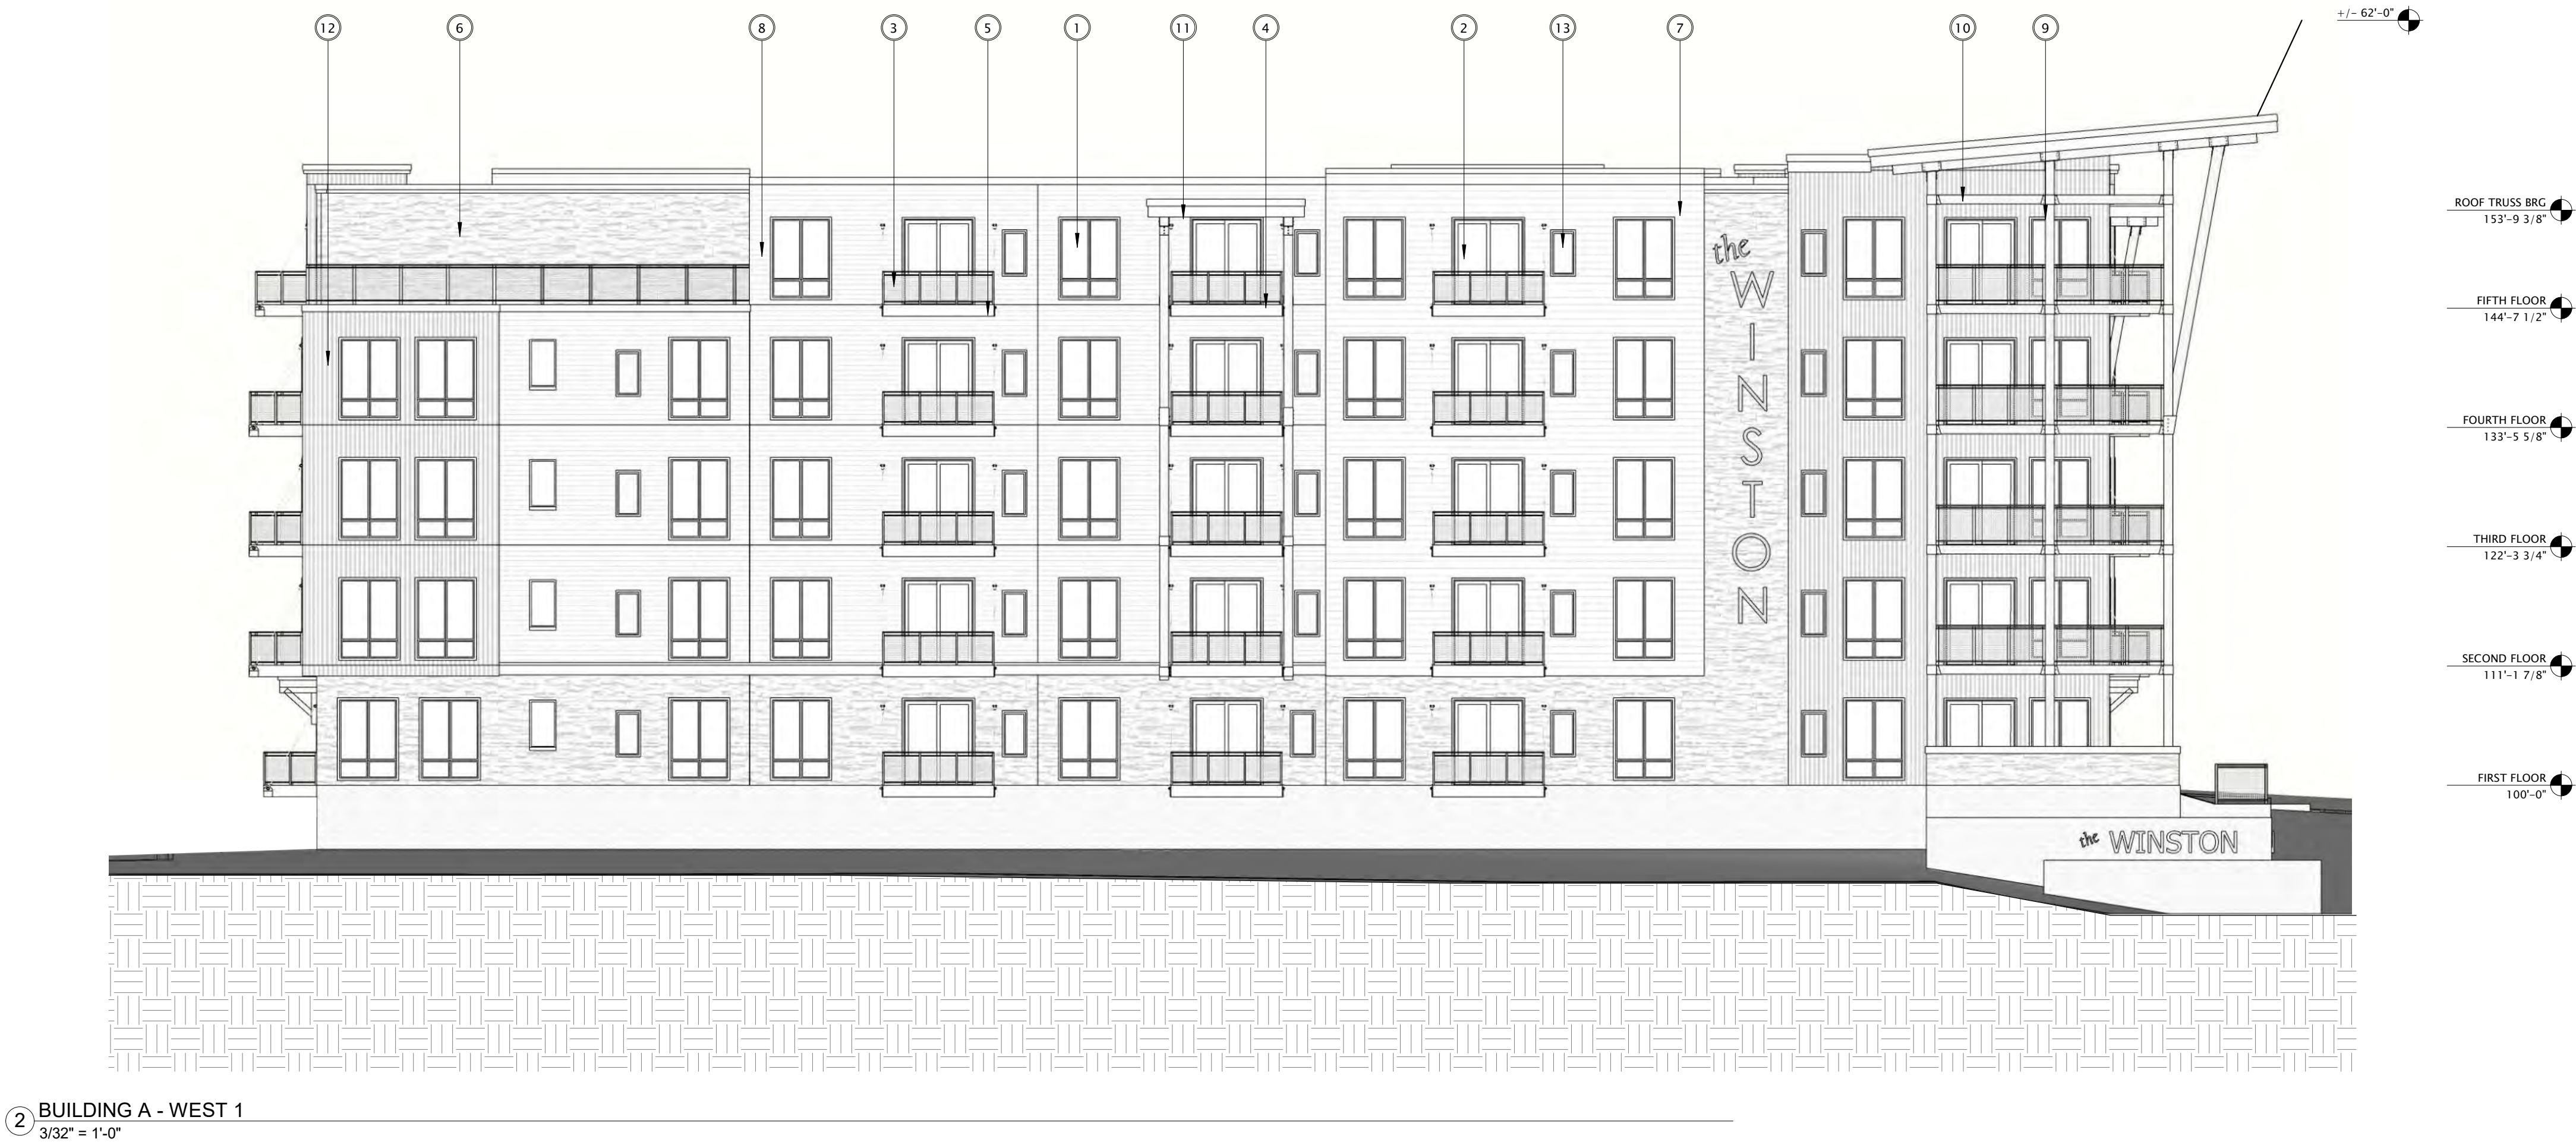 12 6 8 3 5 1 11 4 2 13 7 10 9
+/- 62'-0"
ROOF TRUSS BRG
153'-9 3/8"
FIFTH FLOOR
144'-7 1/2"
FOURTH FLOOR
133'-5 5/8"
THIRD FLOOR
122'-3 3/4"
SECOND FLOOR
111'-1 7/8"
FIRST FLOOR
100'-0"
the
WINSTON
the WINSTON
2 BUILDING A - WEST 1
3/32" = 1'-0"